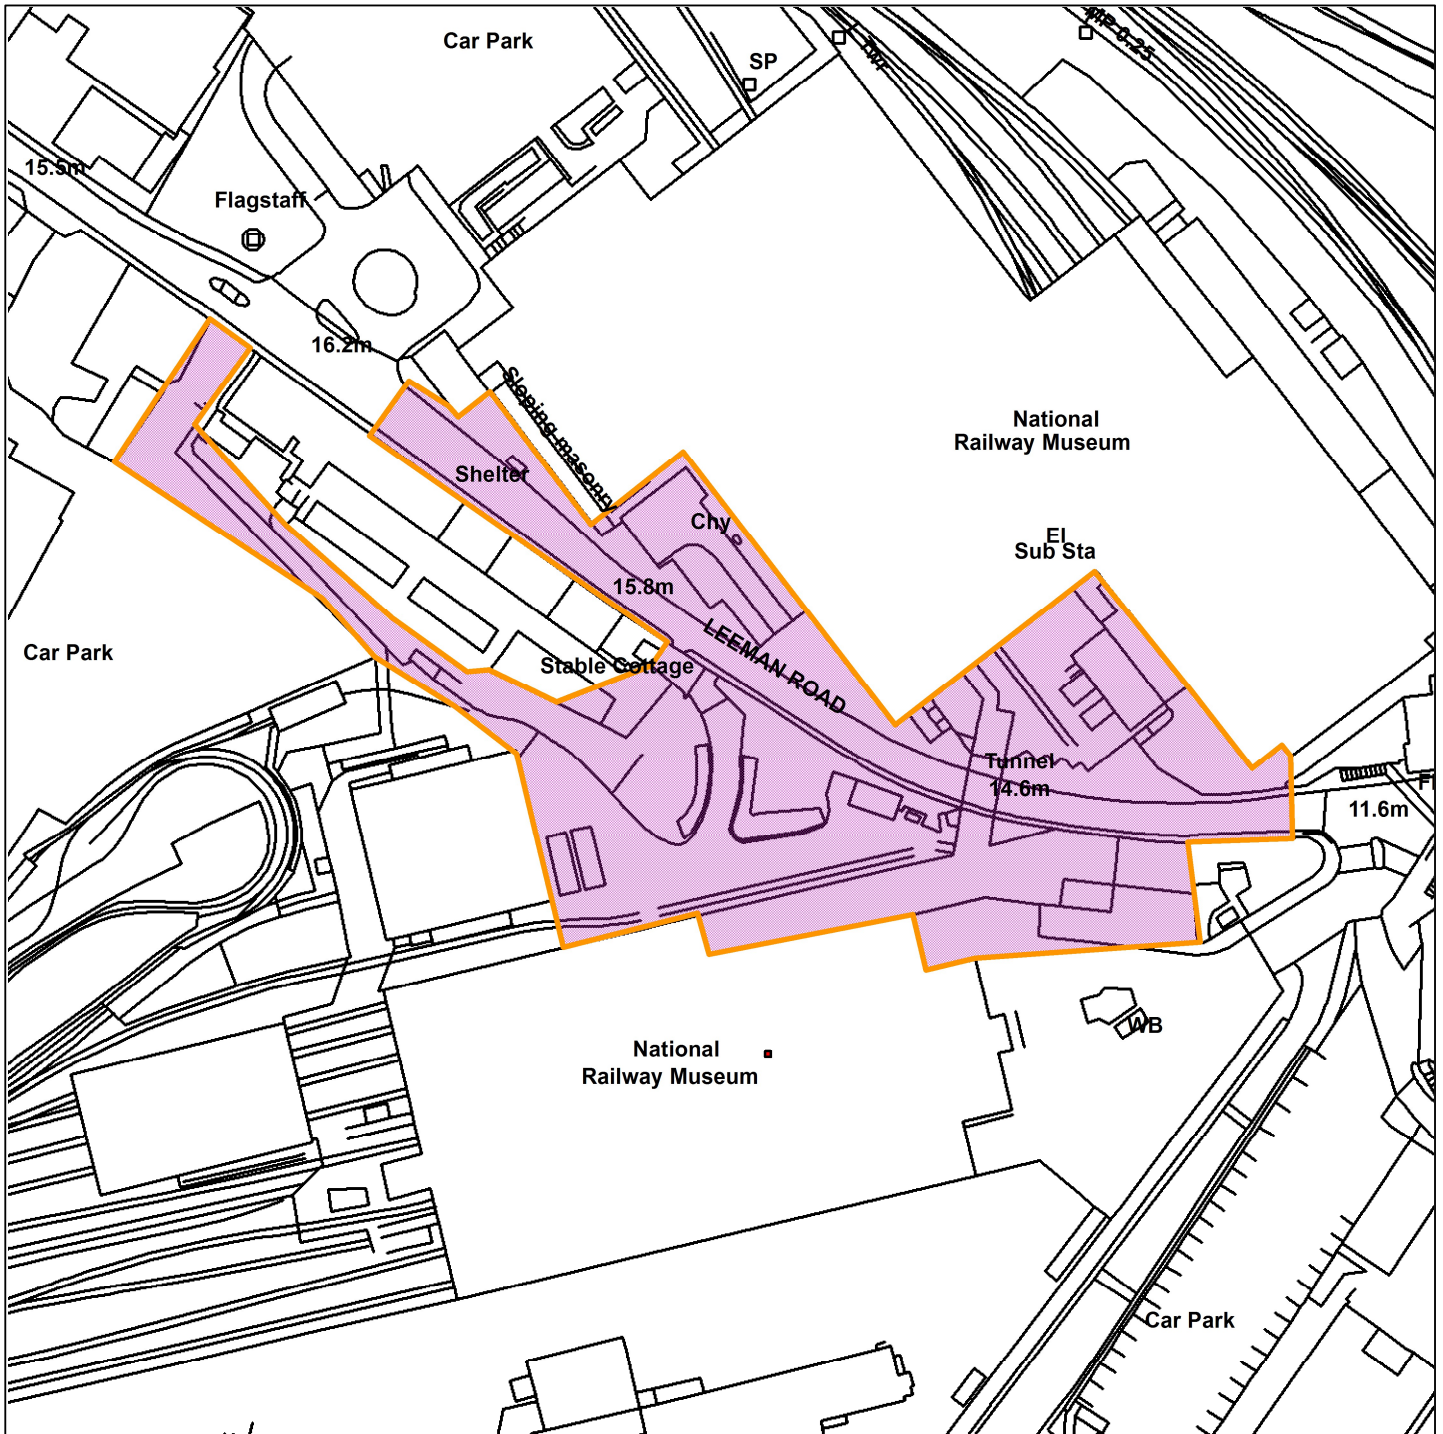 Car Park
SP
Twr
MP 0.25
15.5m
Flagstaff
16.2m
Sloping masonry
National
Railway Museum
Shelter
Chy
El
Sub Sta
15.8m
LEEMAN ROAD
Car Park
Stable Cottage
Tunnel
14.6m
11.6m
WB
National
Railway Museum
Car Park